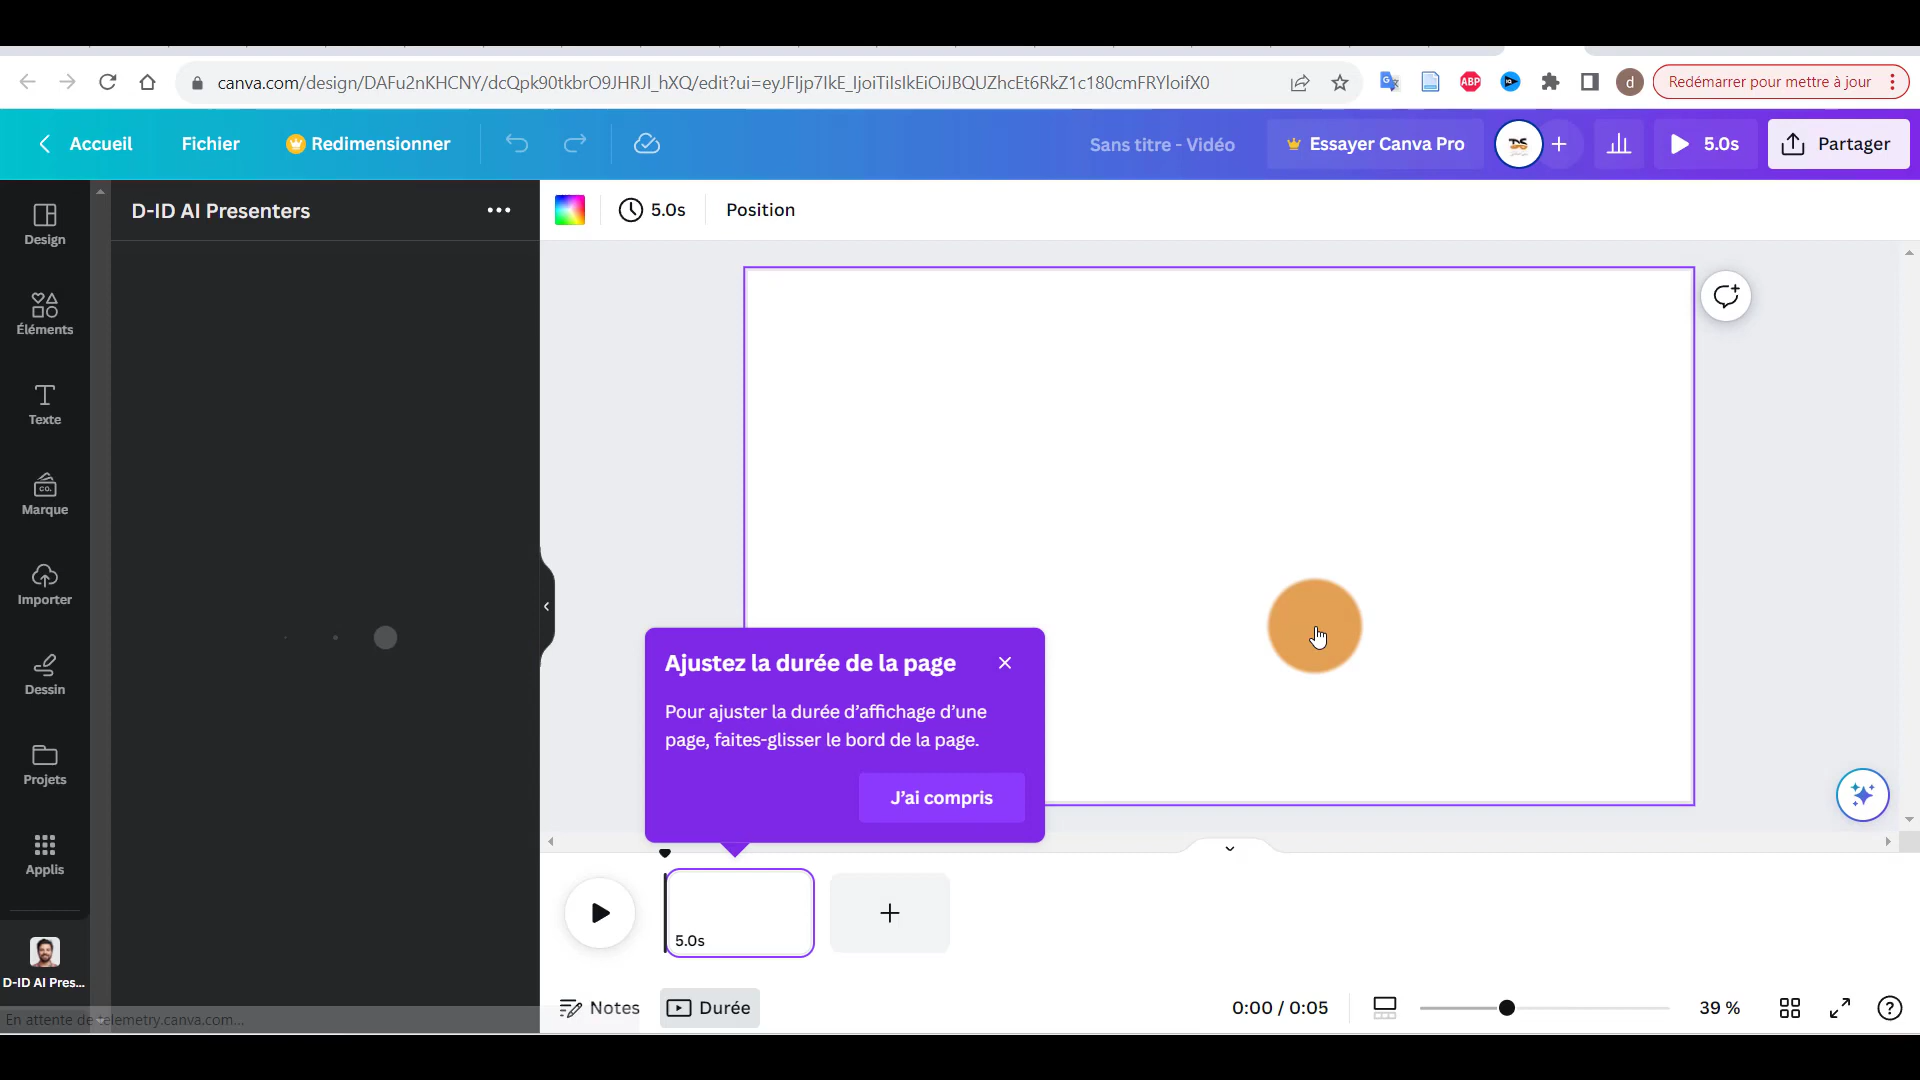 canva.com/design/DAFu2nKHCNY/dcQpk90tkbrO9JHRJl_hXQ/edit?ui=eyJFIjp7IkE_IjoiTiIsIkEiOiJBQUZhcEt6RkZ1c180cmFRYloifX0
ABP
d
Redémarrer pour mettre à jour
Accueil
Fichier
Redimensionner
Sans titre - Vidéo
Essayer Canva Pro
5.0s
Partager
Design
Éléments
Texte
CO.
Marque
Importer
Dessin
Projets
Applis
D-ID AI Pres...
D-ID AI Presenters
5.0s
Position
Ajustez la durée de la page
Pour ajuster la durée d’affichage d’une
page, faites-glisser le bord de la page.
J’ai compris
5.0s
Notes
Durée
0:00 / 0:05
39 %
En attente de telemetry.canva.com...